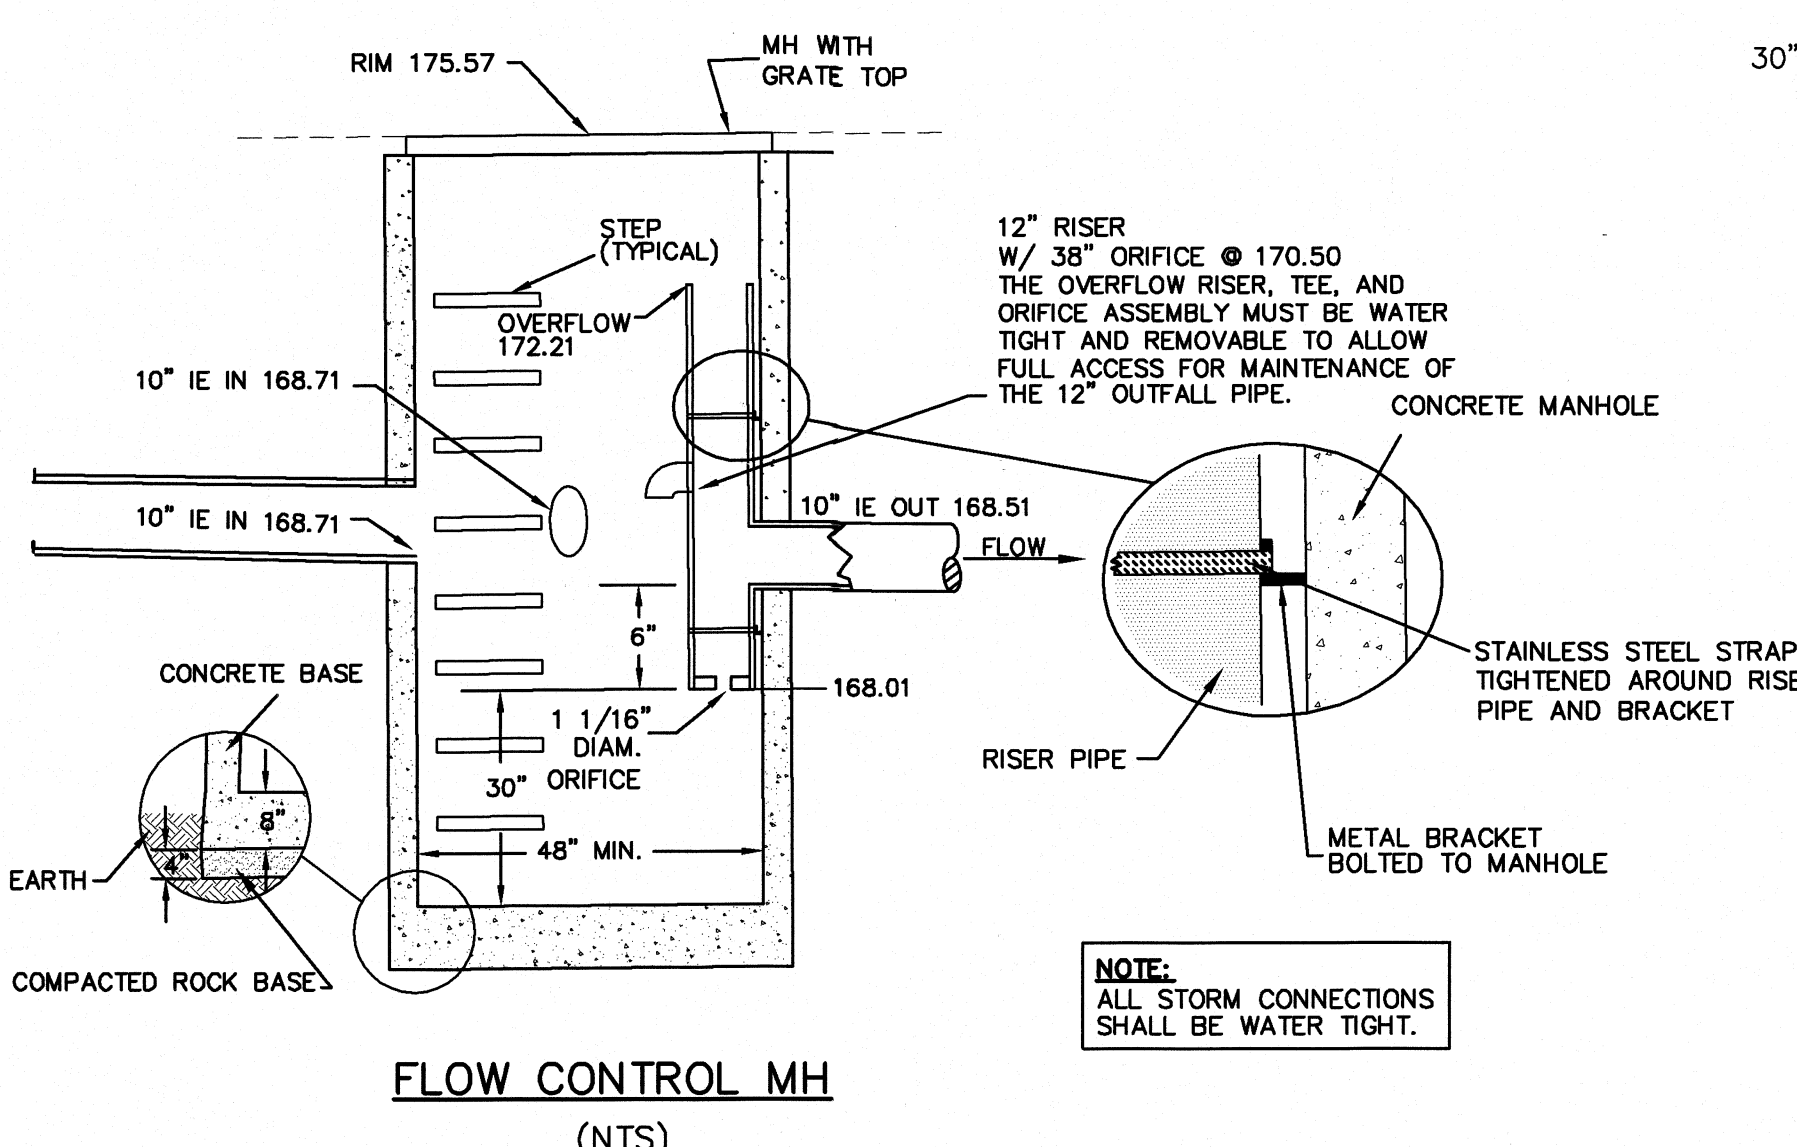 30"
RIM 175.57
MH WITH
GRATE TOP
STEP
(TYPICAL)
OVERFLOW
172.21
12" RISER
W/ 38" ORIFICE @ 170.50
THE OVERFLOW RISER, TEE, AND
ORIFICE ASSEMBLY MUST BE WATER
TIGHT AND REMOVABLE TO ALLOW
FULL ACCESS FOR MAINTENANCE OF
THE 12" OUTFALL PIPE.
10" IE IN 168.71
CONCRETE MANHOLE
10" IE IN 168.71
10" IE OUT 168.51
FLOW
6"
168.01
CONCRETE BASE
1 1/16"
DIAM.
ORIFICE
30"
STAINLESS STEEL STRAP
TIGHTENED AROUND RISE
PIPE AND BRACKET
RISER PIPE
8"
4"
EARTH
48" MIN.
METAL BRACKET
BOLTED TO MANHOLE
COMPACTED ROCK BASE
NOTE:
ALL STORM CONNECTIONS
SHALL BE WATER TIGHT.
FLOW CONTROL MH
(NTS)